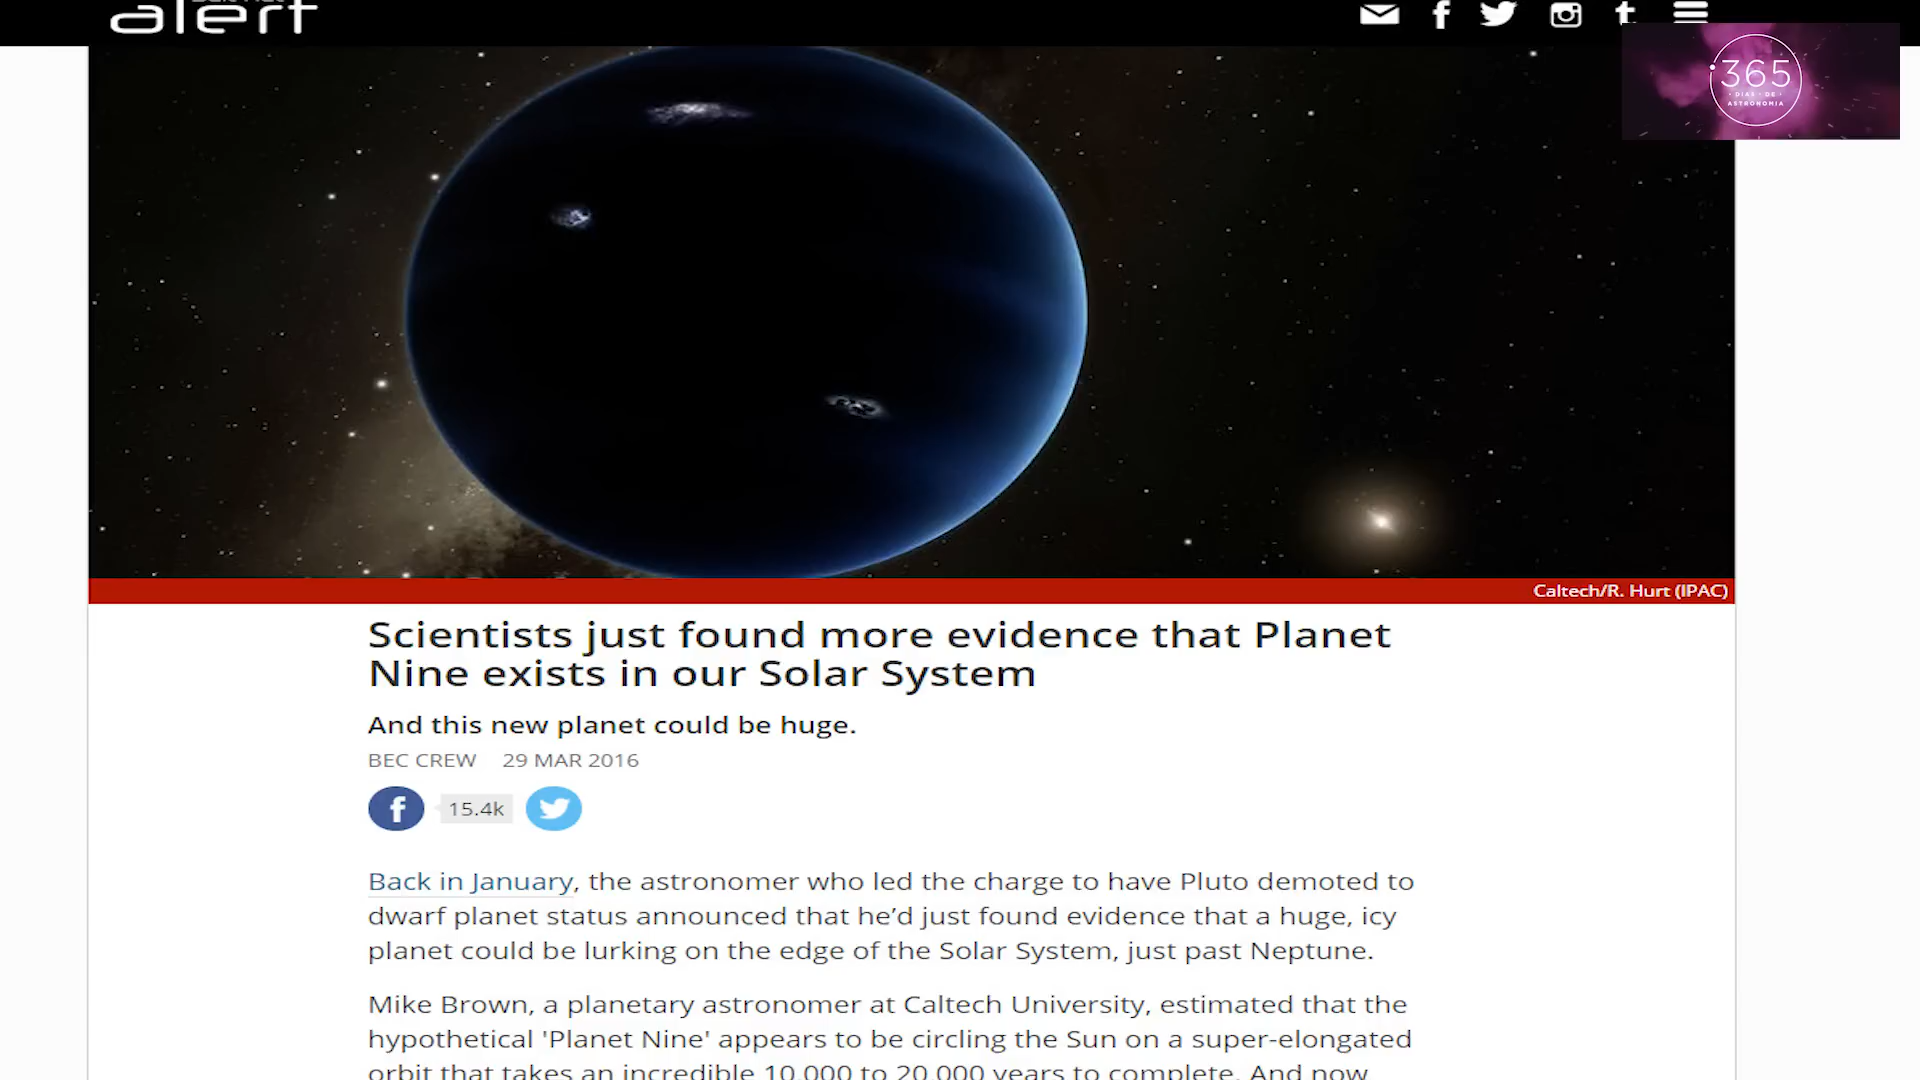 alert
365
DIAS DE
ASTRONOMIA
Caltech/R. Hurt (IPAC)
Scientists just found more evidence that Planet
Nine exists in our Solar System
And this new planet could be huge.
BEC CREW 29 MAR 2016
15.4k
Back in January, the astronomer who led the charge to have Pluto demoted to
dwarf planet status announced that he’d just found evidence that a huge, icy
planet could be lurking on the edge of the Solar System, just past Neptune.
Mike Brown, a planetary astronomer at Caltech University, estimated that the
hypothetical 'Planet Nine' appears to be circling the Sun on a super-elongated
orbit that takes an incredible 10,000 to 20,000 years to complete. And now